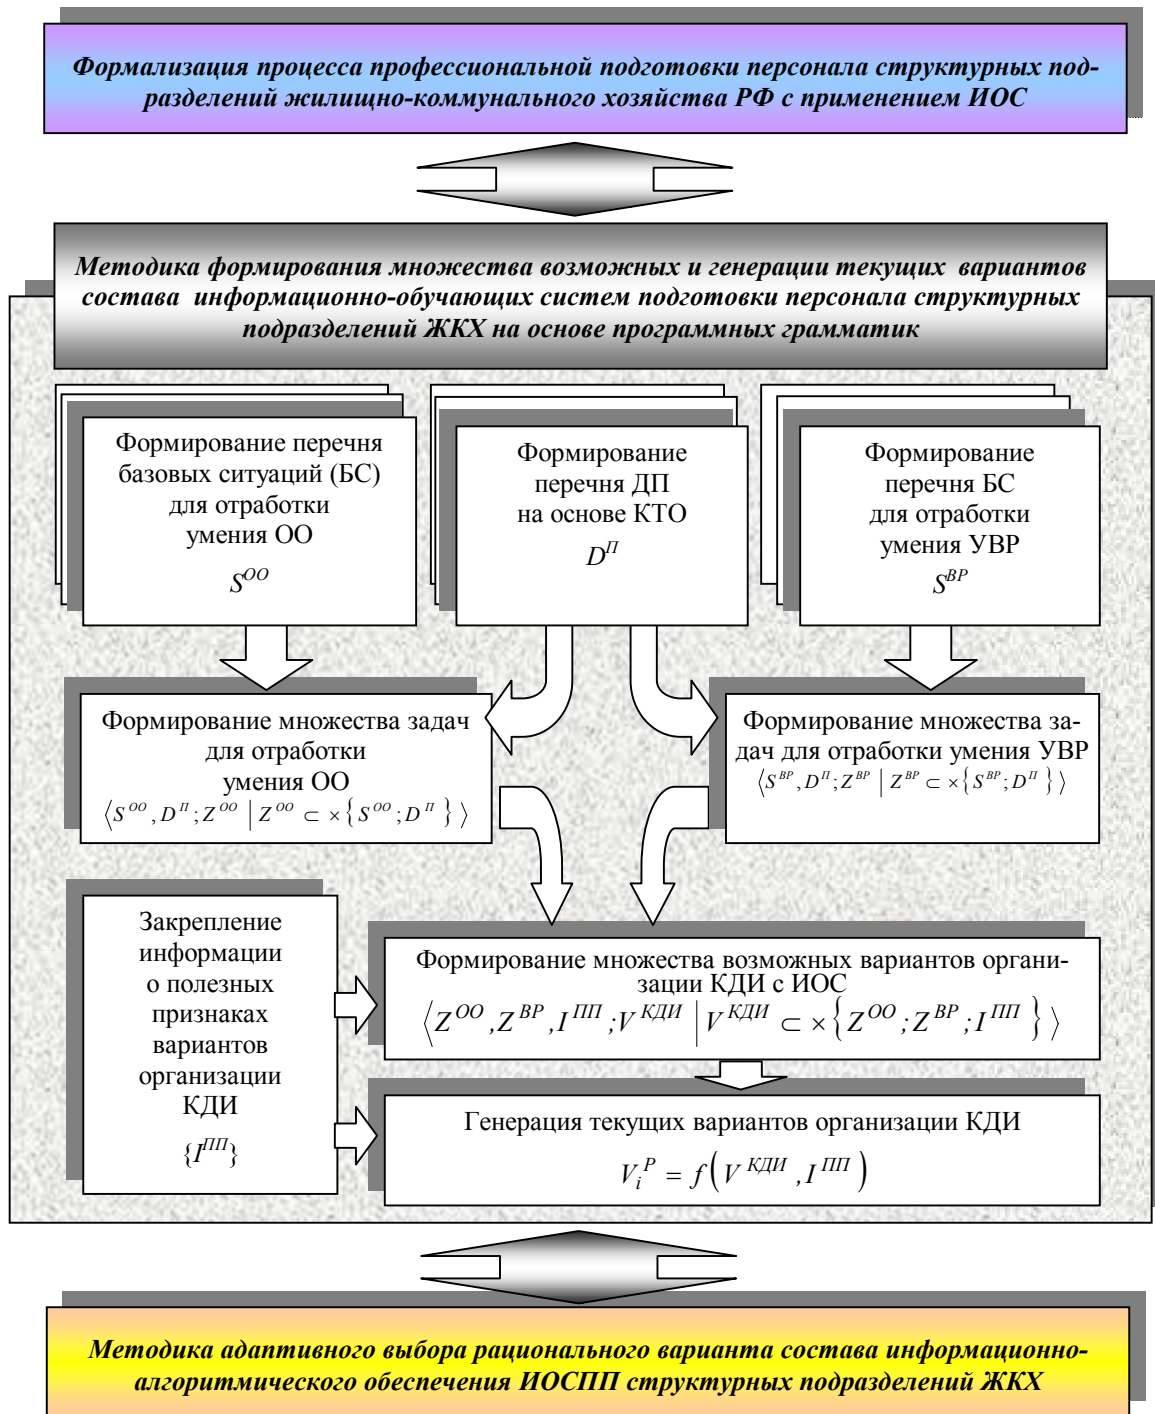 Формализация процесса профессиональной подготовки персонала структурных под-
разделений жилищно-коммунального хозяйства РФ с применением ИОС
Методика формирования множества возможных и генерации текущих вариантов
состава информационно-обучающих систем подготовки персонала структурных
подразделений ЖКХ на основе программных грамматик
Формирование перечня
базовых ситуаций (БС)
для отработки
умения ОО
S^{ОО}
Формирование
перечня ДП
на основе КТО
D^{П}
Формирование
перечня БС
для отработки
умения УВР
S^{ВР}
Формирование множества задач
для отработки
умения ОО
⟨S^{ОО}, D^{П}; Z^{ОО} | Z^{ОО} ⊂ ×{S^{ОО}; D^{П}}⟩
Формирование множества за-
дач для отработки умения УВР
⟨S^{ВР}, D^{П}; Z^{ВР} | Z^{ВР} ⊂ ×{S^{ВР}; D^{П}}⟩
Закрепление
информации
о полезных
признаках
вариантов
организации
КДИ
{I^{ПП}}
Формирование множества возможных вариантов органи-
зации КДИ с ИОС
⟨Z^{ОО}, Z^{ВР}, I^{ПП}; V^{КДИ} | V^{КДИ} ⊂ ×{Z^{ОО}; Z^{ВР}; I^{ПП}}⟩
Генерация текущих вариантов организации КДИ
V_i^{Р} = f(V^{КДИ}, I^{ПП})
Методика адаптивного выбора рационального варианта состава информационно-
алгоритмического обеспечения ИОСПП структурных подразделений ЖКХ